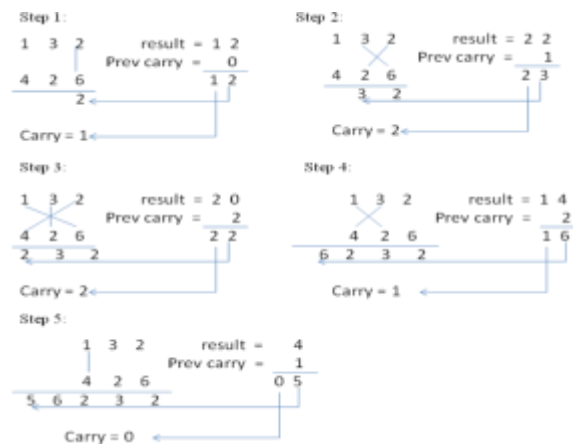 Step 1:
1 3 2 result = 1 2
Prev carry = 0
4 2 6 1 2
2
Carry = 1
Step 2:
1 3 2 result = 2 2
Prev carry = 1
4 2 6 2 3
3 2
Carry = 2
Step 3:
1 3 2 result = 2 0
Prev carry = 2
4 2 6 2 2
2 3 2
Carry = 2
Step 4:
1 3 2 result = 1 4
Prev carry = 2
4 2 6 1 6
6 2 3 2
Carry = 1
Step 5:
1 3 2 result = 4
Prev carry = 1
4 2 6 0 5
5 6 2 3 2
Carry = 0